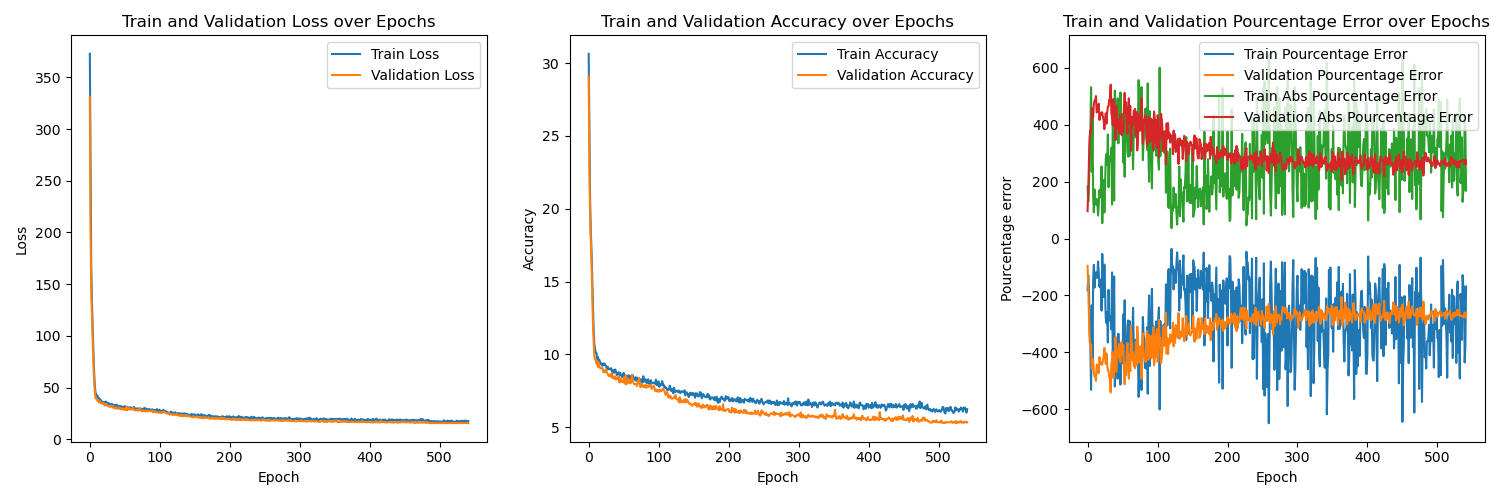 Train and Validation Loss over Epochs
Train Loss
Validation Loss
350
300
250
200
150
100
50
0
Loss
0 100 200 300 400 500
Epoch
Train and Validation Accuracy over Epochs
Train Accuracy
Validation Accuracy
30
25
20
15
10
5
Accuracy
0 100 200 300 400 500
Epoch
Train and Validation Pourcentage Error over Epochs
Train Pourcentage Error
Validation Pourcentage Error
Train Abs Pourcentage Error
Validation Abs Pourcentage Error
600
400
200
0
−200
−400
−600
Pourcentage error
0 100 200 300 400 500
Epoch